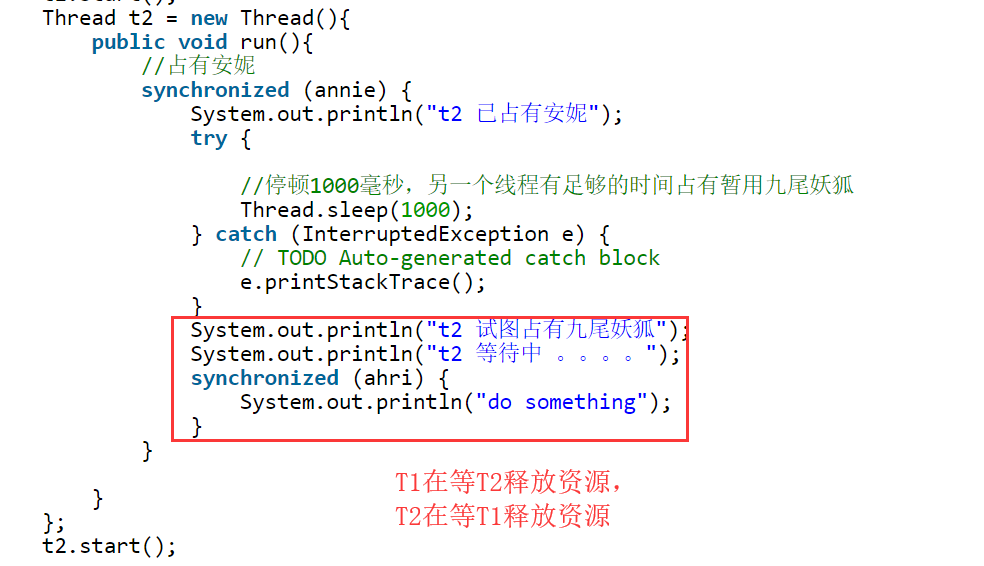 t2.start();
Thread t2 = new Thread(){
public void run(){
//占有安妮
synchronized (annie) {
System.out.println("t2 已占有安妮");
try {
//停顿1000毫秒，另一个线程有足够的时间占有暂用九尾妖狐
Thread.sleep(1000);
} catch (InterruptedException e) {
// TODO Auto-generated catch block
e.printStackTrace();
}
System.out.println("t2 试图占有九尾妖狐");
System.out.println("t2 等待中 。。。。");
synchronized (ahri) {
System.out.println("do something");
}
}
T1在等T2释放资源，
}
T2在等T1释放资源
};
t2.start();